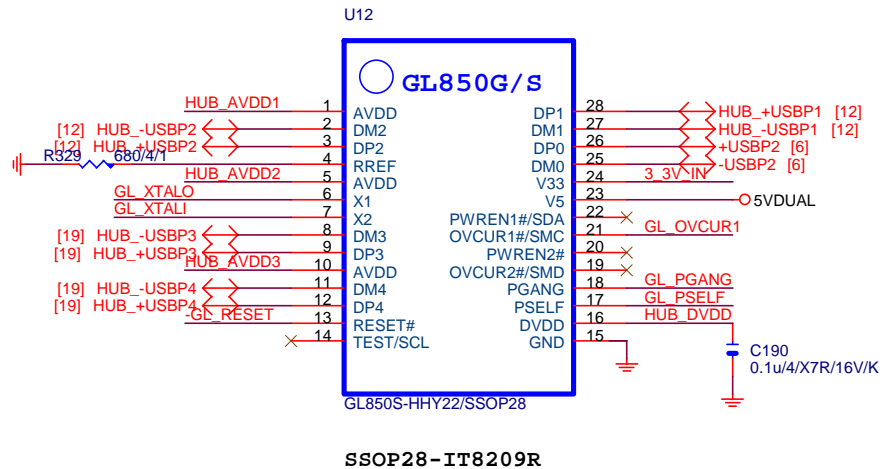 U12
GL850G/S
HUB_AVDD1 1 AVDD DP1 28 HUB_+USBP1 [12]
[12] HUB_-USBP2 2 DM2 DM1 27 HUB_-USBP1 [12]
[12] HUB_+USBP2 3 DP2 DP0 26 +USBP2 [6]
R329 680/4/1 4 RREF DM0 25 -USBP2 [6]
HUB_AVDD2 5 AVDD V33 24 3_3V_IN
GL_XTALO 6 X1 V5 23 5VDUAL
GL_XTALI 7 X2 PWREN1#/SDA 22
[19] HUB_-USBP3 8 DM3 OVCUR1#/SMC 21 GL_OVCUR1
[19] HUB_+USBP3 9 DP3 PWREN2# 20
HUB_AVDD3 10 AVDD OVCUR2#/SMD 19
[19] HUB_-USBP4 11 DM4 PGANG 18 GL_PGANG
[19] HUB_+USBP4 12 DP4 PSELF 17 GL_PSELF
-GL_RESET 13 RESET# DVDD 16 HUB_DVDD
14 TEST/SCL GND 15
C190
0.1u/4/X7R/16V/K
GL850S-HHY22/SSOP28
SSOP28-IT8209R